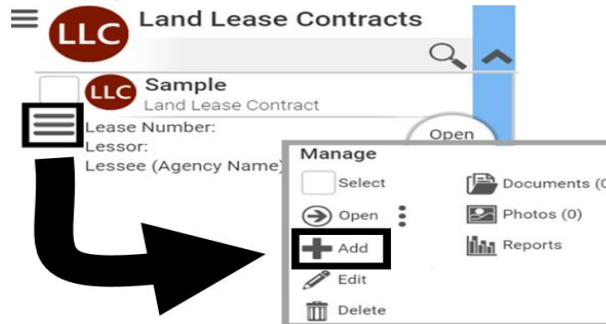 LLC Land Lease Contracts
LLC Sample
Land Lease Contract
Lease Number:
Lessor:
Lessee (Agency Name)
Open
Manage
Select
Documents (0
Open
Photos (0)
Add
Reports
Edit
Delete